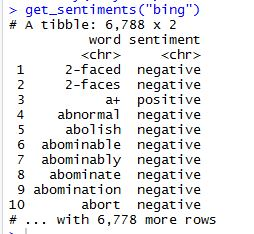 > get_sentiments("bing")
# A tibble: 6,788 x 2
word sentiment
<chr> <chr>
1 2-faced negative
2 2-faces negative
3 a+ positive
4 abnormal negative
5 abolish negative
6 abominable negative
7 abominably negative
8 abominate negative
9 abomination negative
10 abort negative
# ... with 6,778 more rows
>